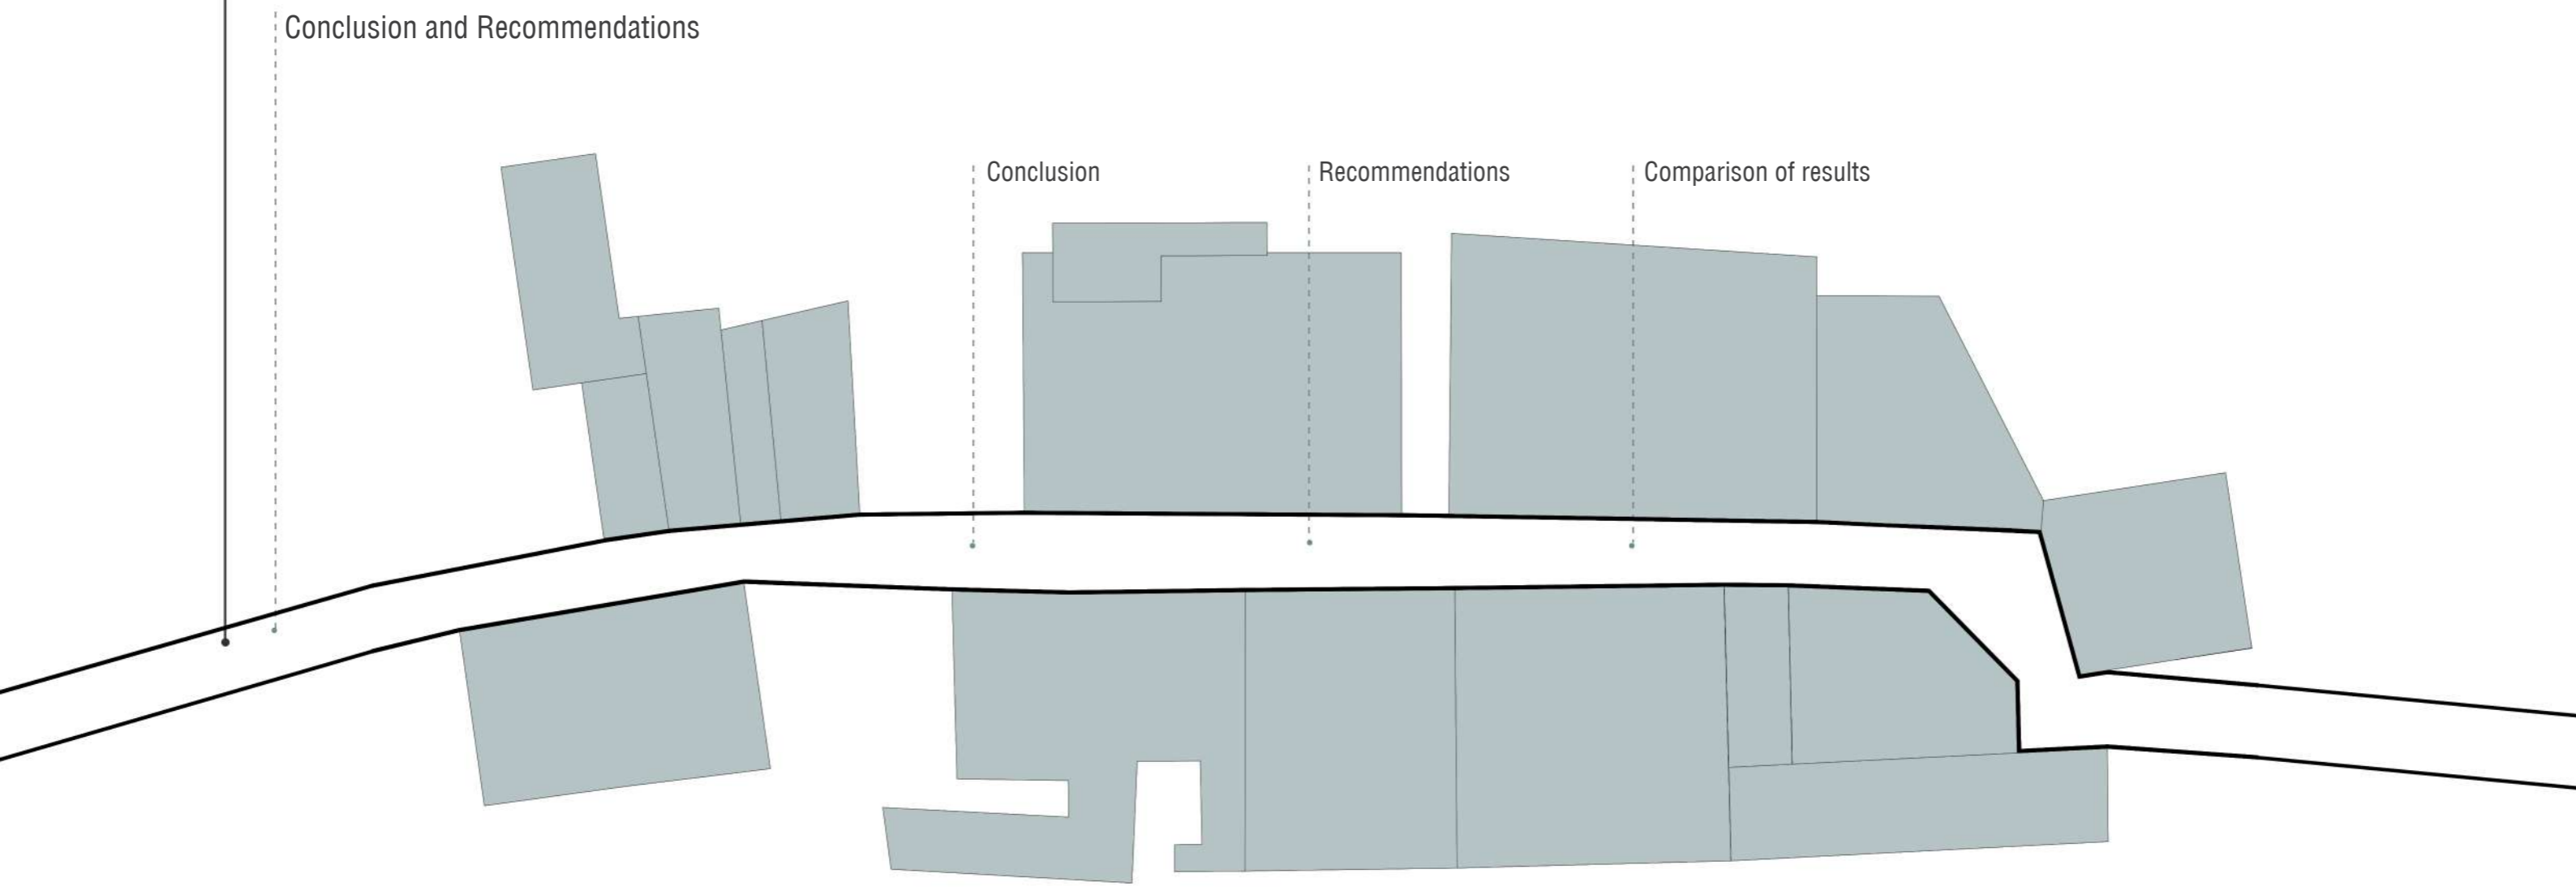 Conclusion and Recommendations
Conclusion
Recommendations
Comparison of results